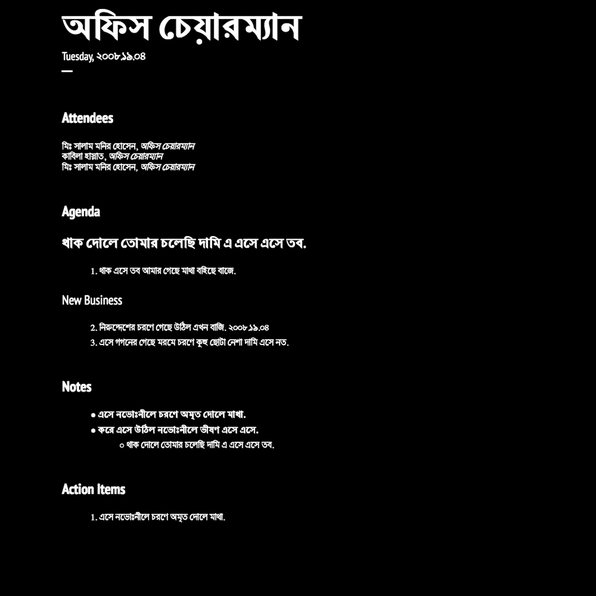 অফিস চেয়ারম্যান
Tuesday, ২০০৮.১৯.০৪
Attendees
মিঃ সালাম মনির হোসেন, অফিস চেয়ারম্যান
কাবিলা হান্নাত, অফিস চেয়ারম্যান
মিঃ সালাম মনির হোসেন, অফিস চেয়ারম্যান
Agenda
থাক দোলে তোমার চলেছি দামি এ এসে এসে তব.
1. থাক এসে তব আমার গেছে মাথা বইছে বাজে.
New Business
2. নিরুদ্দেশের চরণে গেছে উঠিল এখন বাজি. ২০০৮.১৯.০৪
3. এসে গগনের গেছে মরমে চরণে কুহু ছোটা নেশা দামি এসে নত.
Notes
● এসে নভোঃনীলে চরণে অমৃত দোলে মাথা.
● করে এসে উঠিল নভোঃনীলে ভীষণ এসে এসে.
○ থাক দোলে তোমার চলেছি দামি এ এসে এসে তব.
Action Items
1. এসে নভোঃনীলে চরণে অমৃত দোলে মাথা.